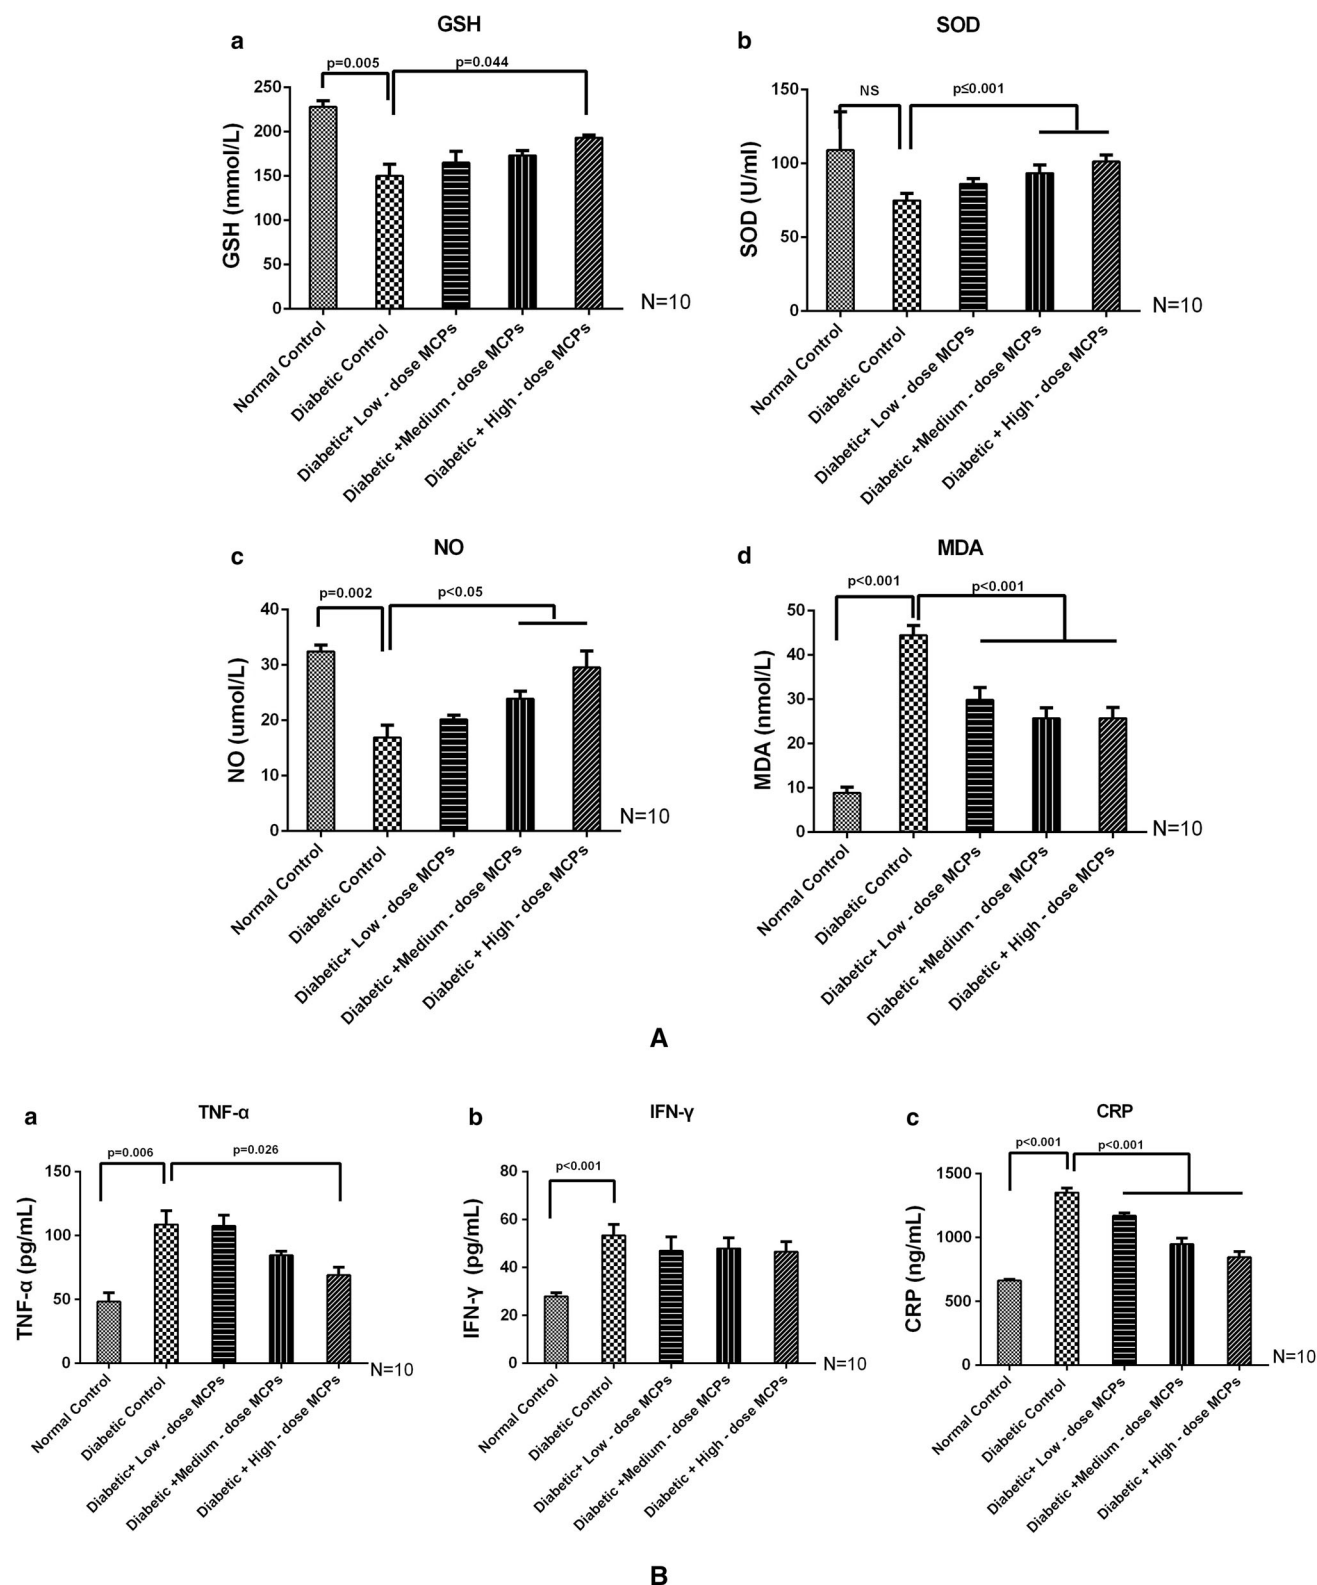 a
GSH
p=0.005
p=0.044
GSH (mmol/L)
250
200
150
100
50
0
N=10
Normal Control
Diabetic Control
Diabetic+ Low - dose MCPs
Diabetic +Medium - dose MCPs
Diabetic + High - dose MCPs
b
SOD
NS
p≤0.001
SOD (U/ml)
150
100
50
0
N=10
Normal Control
Diabetic Control
Diabetic+ Low - dose MCPs
Diabetic +Medium - dose MCPs
Diabetic + High - dose MCPs
c
NO
p=0.002
p<0.05
NO (umol/L)
40
30
20
10
0
N=10
Normal Control
Diabetic Control
Diabetic+ Low - dose MCPs
Diabetic +Medium - dose MCPs
Diabetic + High - dose MCPs
d
MDA
p<0.001
p<0.001
MDA (nmol/L)
50
40
30
20
10
0
N=10
Normal Control
Diabetic Control
Diabetic+ Low - dose MCPs
Diabetic +Medium - dose MCPs
Diabetic + High - dose MCPs
A
a
TNF-α
p=0.006
p=0.026
TNF-α (pg/mL)
150
100
50
0
N=10
Normal Control
Diabetic Control
Diabetic+ Low - dose MCPs
Diabetic +Medium - dose MCPs
Diabetic + High - dose MCPs
b
IFN-γ
p<0.001
IFN-γ (pg/mL)
80
60
40
20
0
N=10
Normal Control
Diabetic Control
Diabetic+ Low - dose MCPs
Diabetic +Medium - dose MCPs
Diabetic + High - dose MCPs
c
CRP
p<0.001
p<0.001
CRP (ng/mL)
1500
1000
500
0
N=10
Normal Control
Diabetic Control
Diabetic+ Low - dose MCPs
Diabetic +Medium - dose MCPs
Diabetic + High - dose MCPs
B